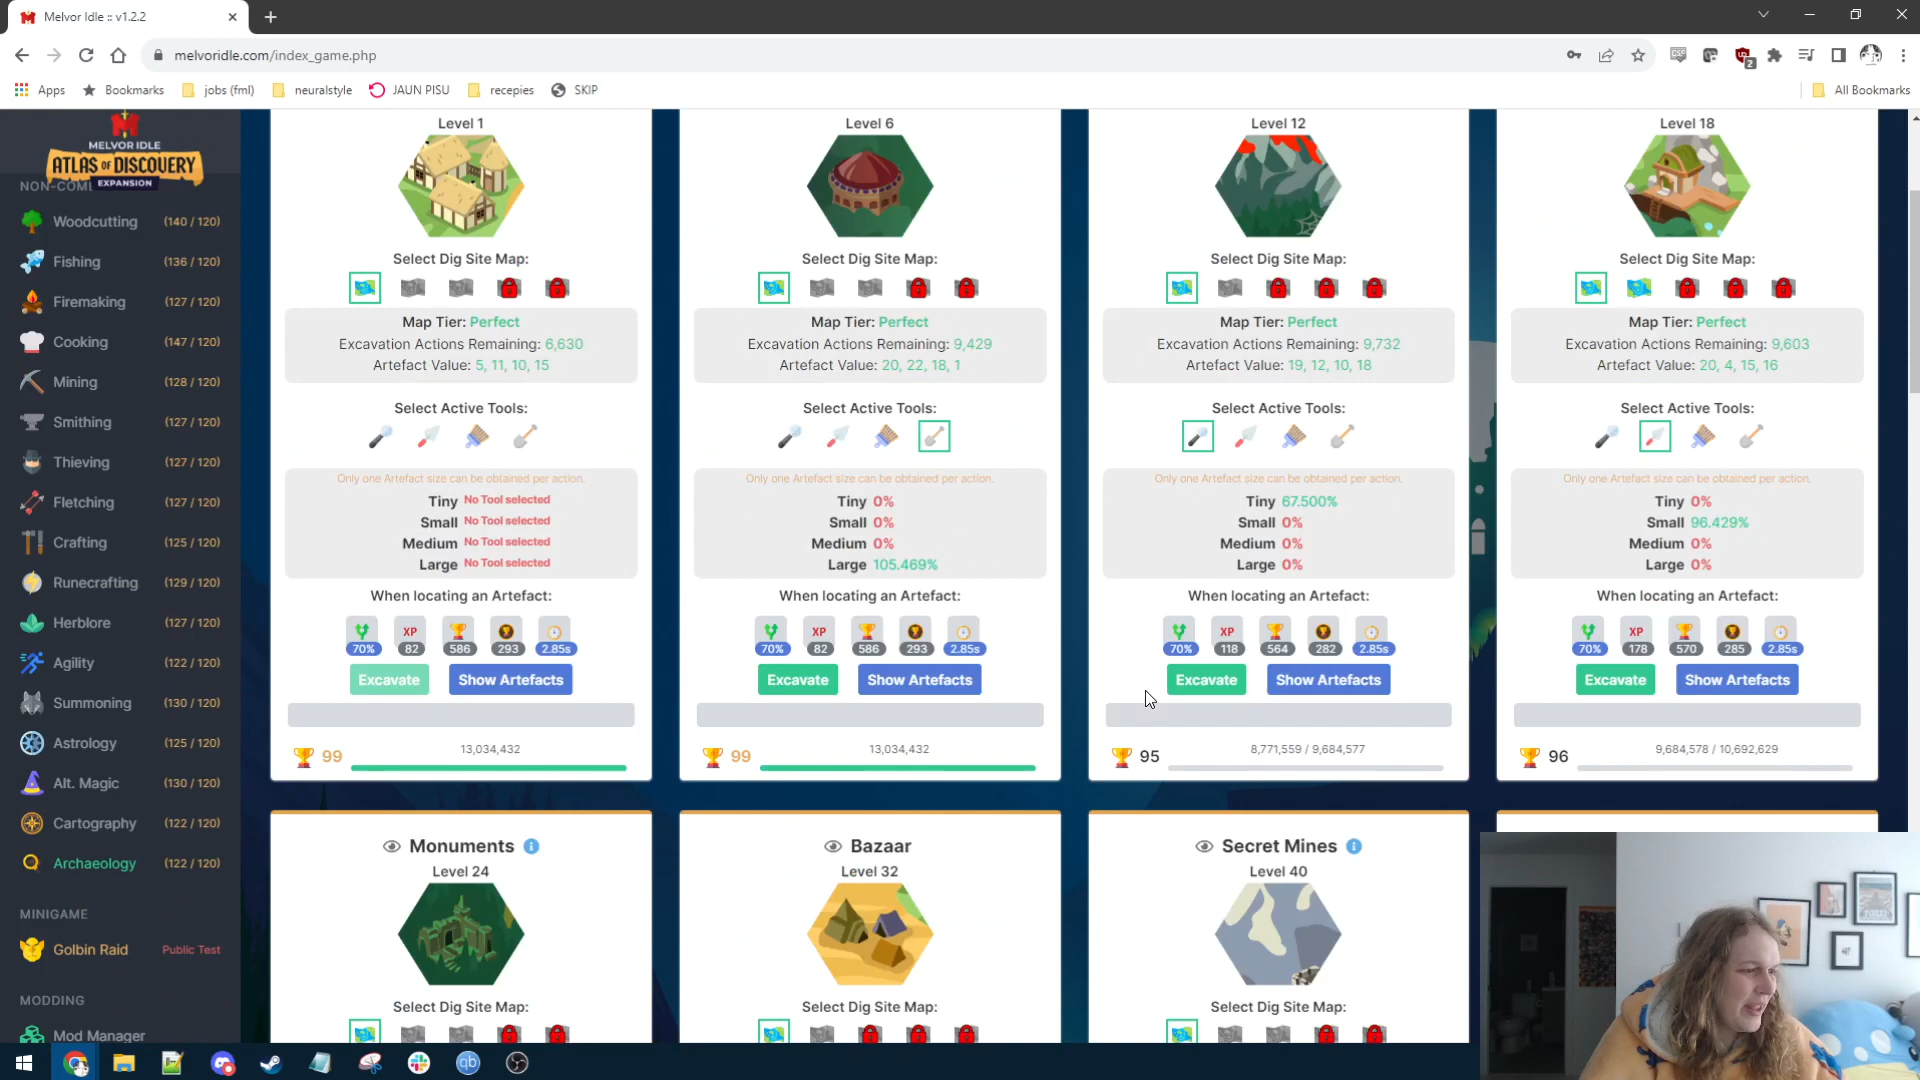 Melvor Idle :: v1.2.2
melvoridle.com/index_game.php
2
Apps
Bookmarks
jobs (fml)
neuralstyle
JAUN PISU
recepies
SKIP
All Bookmarks
MELVOR IDLE
ATLAS OF DISCOVERY
EXPANSION
NON-COM
Woodcutting (140 / 120)
Fishing (136 / 120)
Firemaking (127 / 120)
Cooking (147 / 120)
Mining (128 / 120)
Smithing (127 / 120)
Thieving (127 / 120)
Fletching (127 / 120)
Crafting (125 / 120)
Runecrafting (129 / 120)
Herblore (127 / 120)
Agility (122 / 120)
Summoning (130 / 120)
Astrology (125 / 120)
Alt. Magic (130 / 120)
Cartography (122 / 120)
Archaeology (122 / 120)
MINIGAME
Golbin Raid Public Test
MODDING
Mod Manager
Level 1
Select Dig Site Map:
Map Tier: Perfect
Excavation Actions Remaining: 6,630
Artefact Value: 5, 11, 10, 15
Select Active Tools:
Only one Artefact size can be obtained per action.
Tiny No Tool selected
Small No Tool selected
Medium No Tool selected
Large No Tool selected
When locating an Artefact:
XP
70% 82 586 293 2.85s
Excavate Show Artefacts
99 13,034,432
Level 6
Select Dig Site Map:
Map Tier: Perfect
Excavation Actions Remaining: 9,429
Artefact Value: 20, 22, 18, 1
Select Active Tools:
Only one Artefact size can be obtained per action.
Tiny 0%
Small 0%
Medium 0%
Large 105.469%
When locating an Artefact:
XP
70% 82 586 293 2.85s
Excavate Show Artefacts
99 13,034,432
Level 12
Select Dig Site Map:
Map Tier: Perfect
Excavation Actions Remaining: 9,732
Artefact Value: 19, 12, 10, 18
Select Active Tools:
Only one Artefact size can be obtained per action.
Tiny 67.500%
Small 0%
Medium 0%
Large 0%
When locating an Artefact:
XP
70% 118 564 282 2.85s
Excavate Show Artefacts
95 8,771,559 / 9,684,577
Level 18
Select Dig Site Map:
Map Tier: Perfect
Excavation Actions Remaining: 9,603
Artefact Value: 20, 4, 15, 16
Select Active Tools:
Only one Artefact size can be obtained per action.
Tiny 0%
Small 96.429%
Medium 0%
Large 0%
When locating an Artefact:
XP
70% 178 570 285 2.85s
Excavate Show Artefacts
96 9,684,578 / 10,692,629
Monuments
Level 24
Select Dig Site Map:
Bazaar
Level 32
Select Dig Site Map:
Secret Mines
Level 40
Select Dig Site Map:
qb